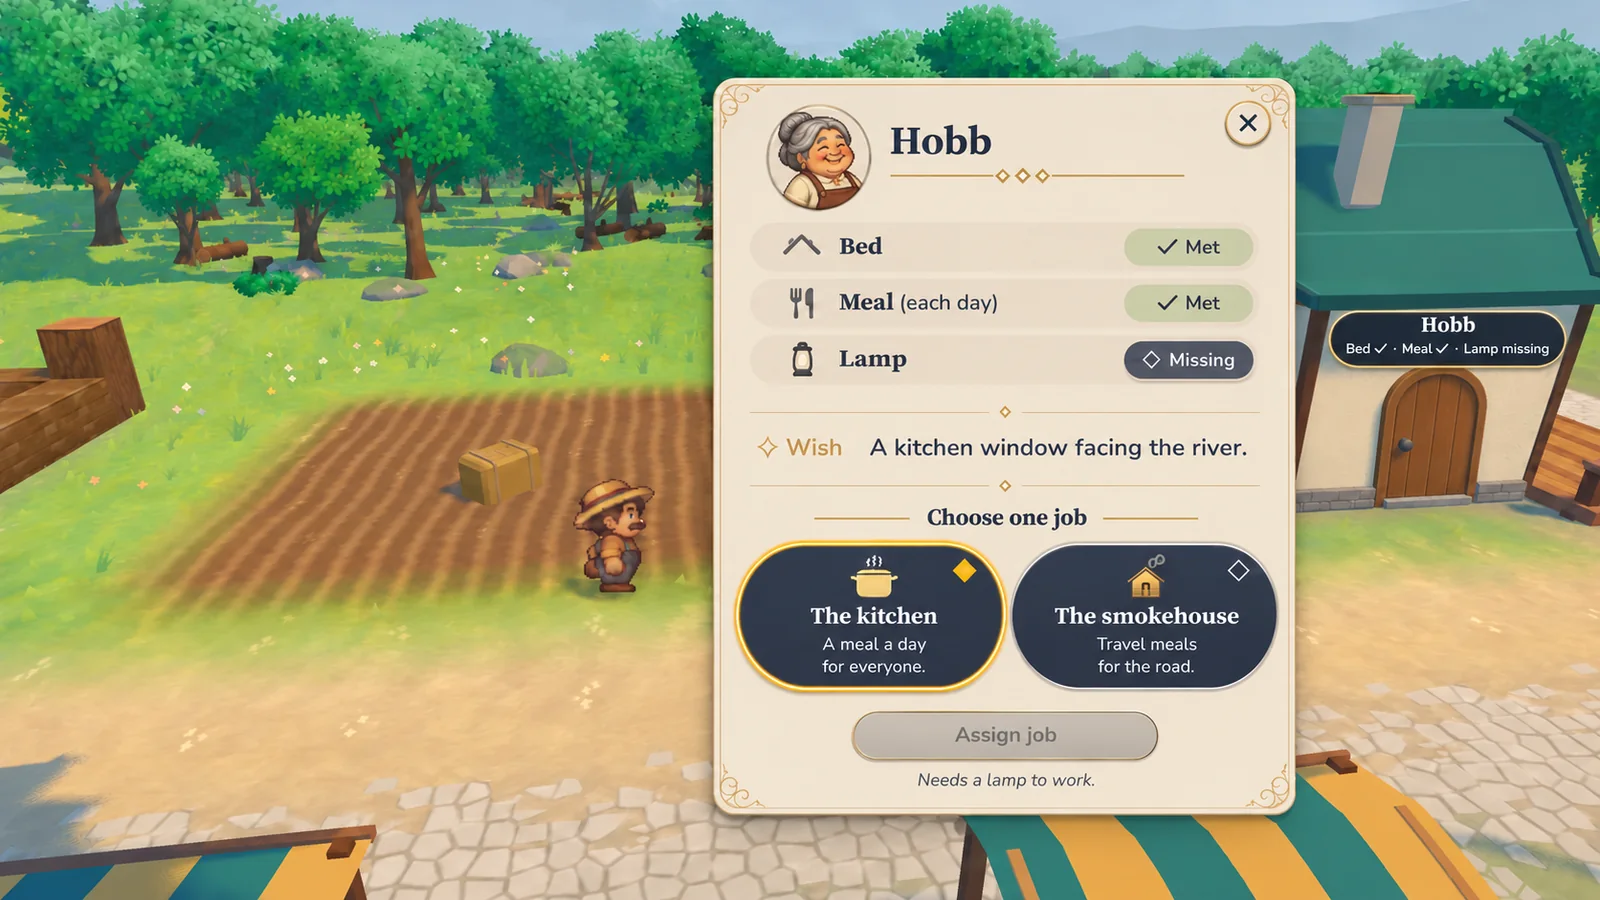 Hobb
Bed
✓ Met
Meal (each day)
✓ Met
Lamp
◇ Missing
Wish A kitchen window facing the river.
Choose one job
The kitchen
A meal a day
for everyone.
The smokehouse
Travel meals
for the road.
Assign job
Needs a lamp to work.
Hobb
Bed ✓ · Meal ✓ · Lamp missing